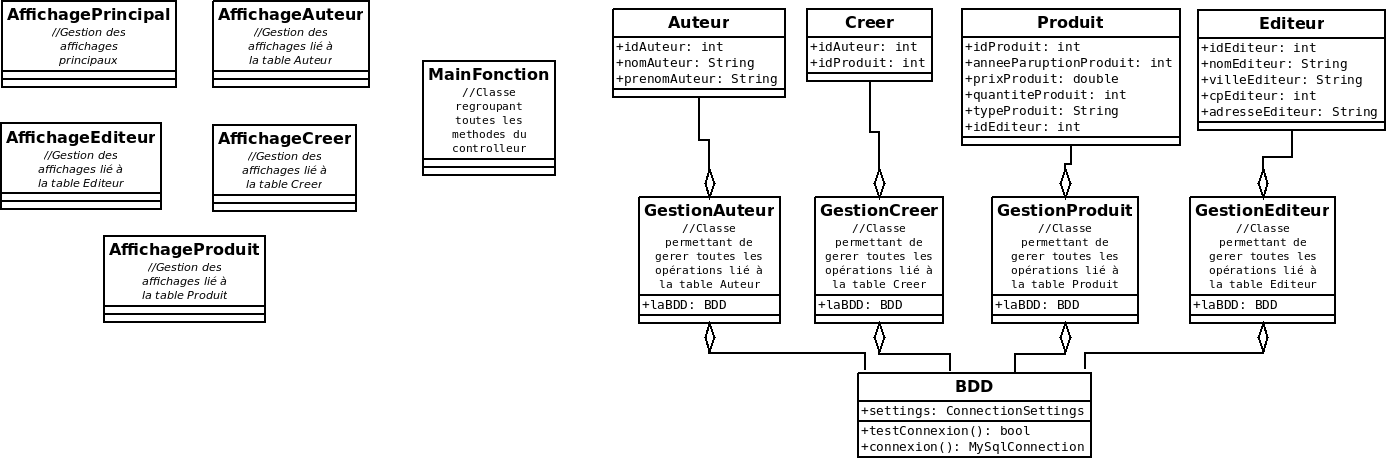 AffichagePrincipal
//Gestion des
affichages
principaux
AffichageAuteur
//Gestion des
affichages lié à
la table Auteur
AffichageEditeur
//Gestion des
affichages lié à
la table Editeur
AffichageCreer
//Gestion des
affichages lié à
la table Creer
AffichageProduit
//Gestion des
affichages lié à
la table Produit
MainFonction
//Classe
regroupant
toutes les
methodes du
controlleur
Auteur
+idAuteur: int
+nomAuteur: String
+prenomAuteur: String
Creer
+idAuteur: int
+idProduit: int
Produit
+idProduit: int
+anneeParuptionProduit: int
+prixProduit: double
+quantiteProduit: int
+typeProduit: String
+idEditeur: int
Editeur
+idEditeur: int
+nomEditeur: String
+villeEditeur: String
+cpEditeur: int
+adresseEditeur: String
GestionAuteur
//Classe
permettant de
gerer toutes les
opérations lié à
la table Auteur
+laBDD: BDD
GestionCreer
//Classe
permettant de
gerer toutes les
opérations lié à
la table Creer
+laBDD: BDD
GestionProduit
//Classe
permettant de
gerer toutes les
opérations lié à
la table Produit
+laBDD: BDD
GestionEditeur
//Classe
permettant de
gerer toutes les
opérations lié à
la table Editeur
+laBDD: BDD
BDD
+settings: ConnectionSettings
+testConnexion(): bool
+connexion(): MySqlConnection